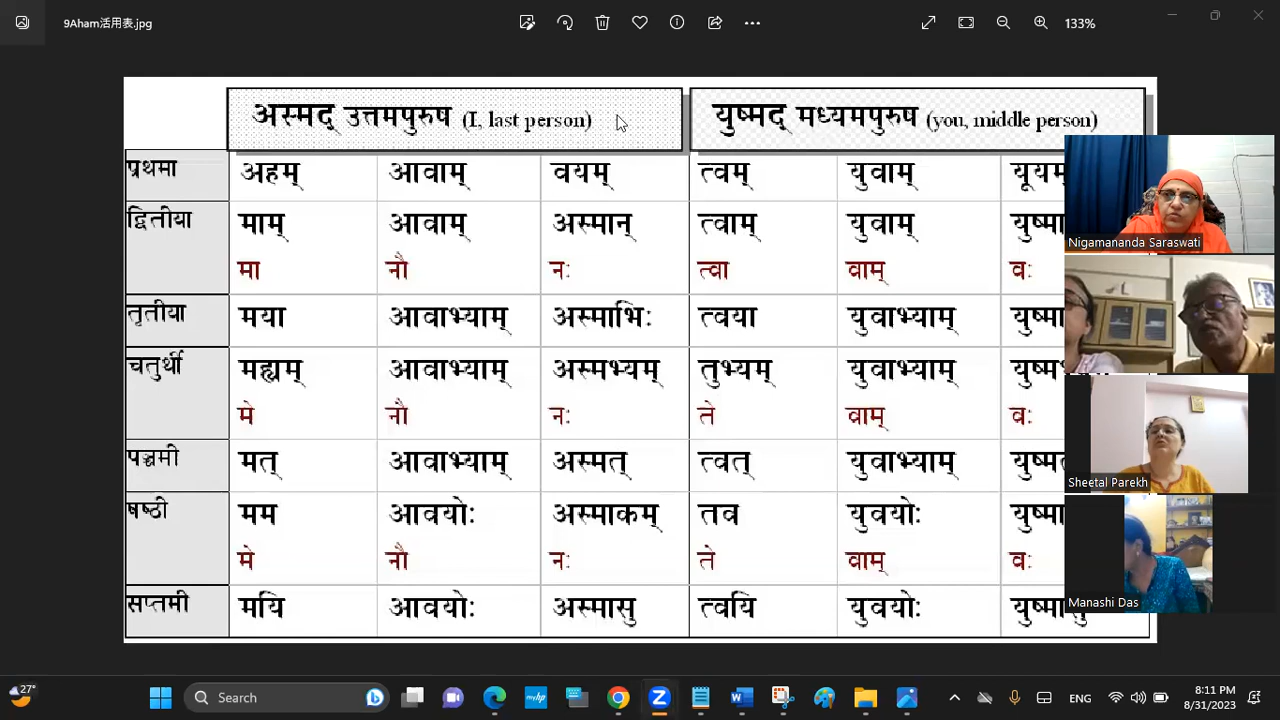 9Aham活用表.jpg
133%
अस्मद् उत्तमपुरुष (I, last person)
युष्मद् मध्यमपुरुष (you, middle person)
प्रथमा अहम् आवाम् वयम् त्वम् युवाम् यूयम्
द्वितीया माम् आवाम् अस्मान् त्वाम् युवाम् युष्मा
मा नौ नः त्वा वाम् वः
तृतीया मया आवाभ्याम् अस्माभिः त्वया युवाभ्याम् युष्मा
चतुर्थी मह्यम् आवाभ्याम् अस्मभ्यम् तुभ्यम् युवाभ्याम्
मे नौ नः ते वाम् वः
पञ्चमी मत् आवाभ्याम् अस्मत् त्वत् युवाभ्याम्
षष्ठी मम आवयोः अस्माकम् तव युवयोः युष्मा
मे नौ नः ते वाम् वः
सप्तमी मयि आवयोः अस्मासु त्वयि युवयोः युष्मासु
Nigamananda Saraswati
Sheetal Parekh
Manashi Das
27°
Search
myhp
ENG
8:11 PM
8/31/2023